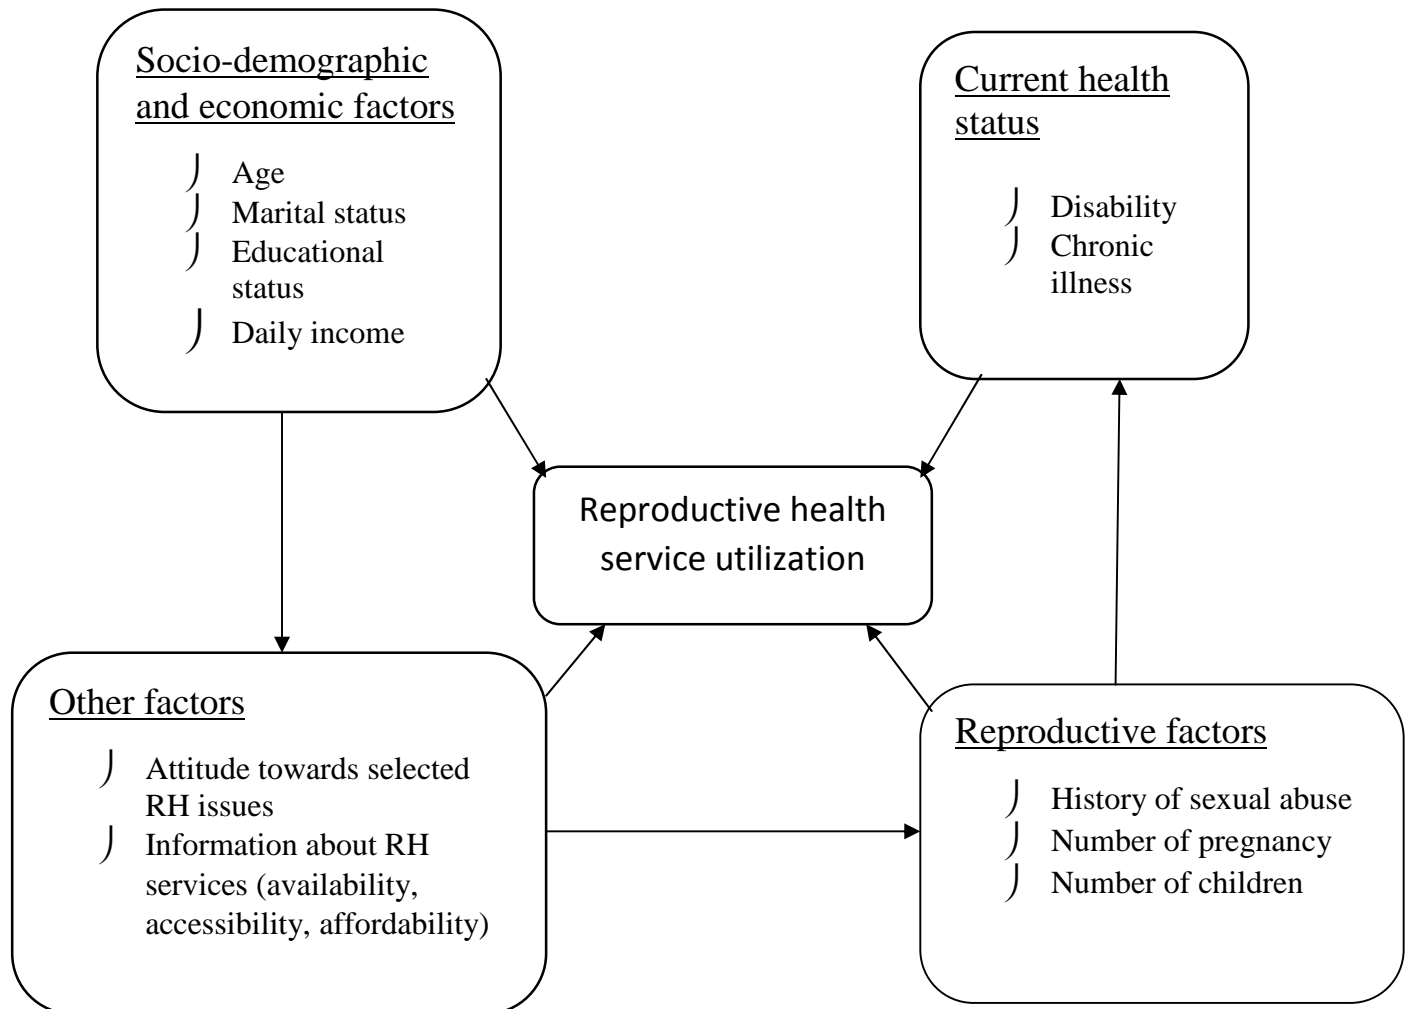 Socio-demographic
and economic factors
Age
Marital status
Educational
status
Daily income
Current health
status
Disability
Chronic
illness
Reproductive health
service utilization
Other factors
Attitude towards selected
RH issues
Information about RH
services (availability,
accessibility, affordability)
Reproductive factors
History of sexual abuse
Number of pregnancy
Number of children